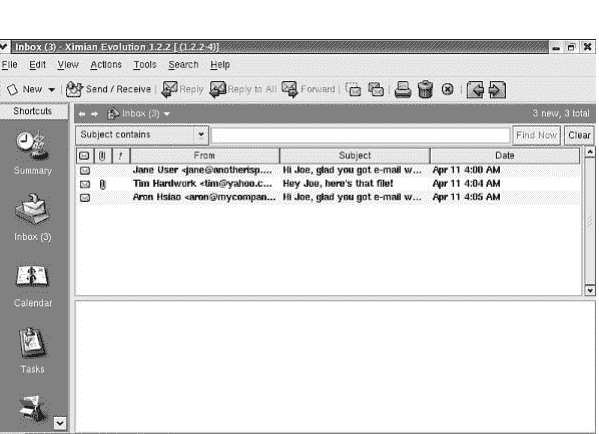 Inbox (3) - Ximian Evolution 1.2.2 [ (1.2.2-4)]
File Edit View Actions Tools Search Help
New Send / Receive Reply Reply to All Forward
Shortcuts Inbox (3) 3 new, 3 total
Subject contains Find Now Clear
! From Subject Date
Jane User <jane@anotherisp.... Hi Joe, glad you got e-mail w... Apr 11 4:00 AM
Tim Hardwork <tim@yahoo.c... Hey Joe, here's that file! Apr 11 4:04 AM
Aron Hsiao <aron@mycompan... Hi Joe, glad you got e-mail w... Apr 11 4:05 AM
Summary
Inbox (3)
Calendar
Tasks